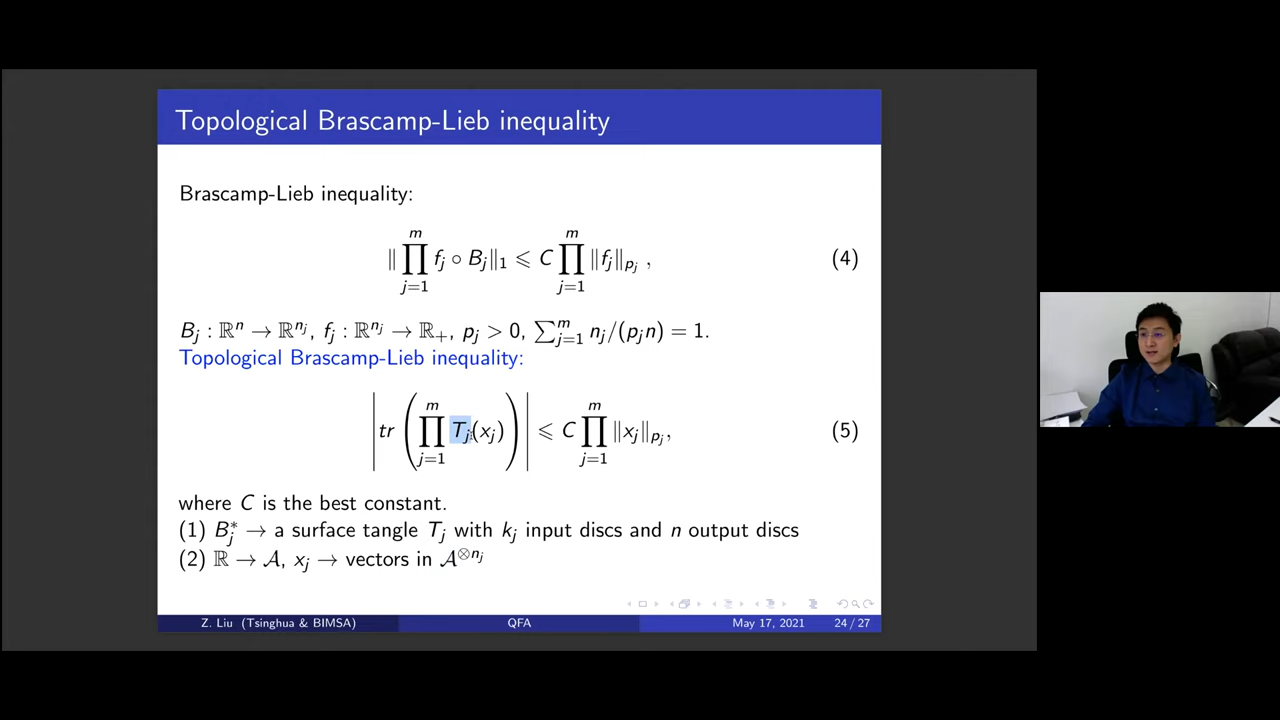 Topological Brascamp-Lieb inequality
Brascamp-Lieb inequality:
‖∏_{j=1}^{m} f_j ∘ B_j‖_1 ⩽ C ∏_{j=1}^{m} ‖f_j‖_{p_j} , (4)
B_j : ℝ^n → ℝ^{n_j}, f_j : ℝ^{n_j} → ℝ_+, p_j > 0, ∑_{j=1}^{m} n_j/(p_j n) = 1.
Topological Brascamp-Lieb inequality:
|tr (∏_{j=1}^{m} T_j(x_j))| ⩽ C ∏_{j=1}^{m} ‖x_j‖_{p_j}, (5)
where C is the best constant.
(1) B_j^* → a surface tangle T_j with k_j input discs and n output discs
(2) ℝ → 𝒜, x_j → vectors in 𝒜^{⊗n_j}
Z. Liu (Tsinghua & BIMSA) QFA May 17, 2021 24 / 27